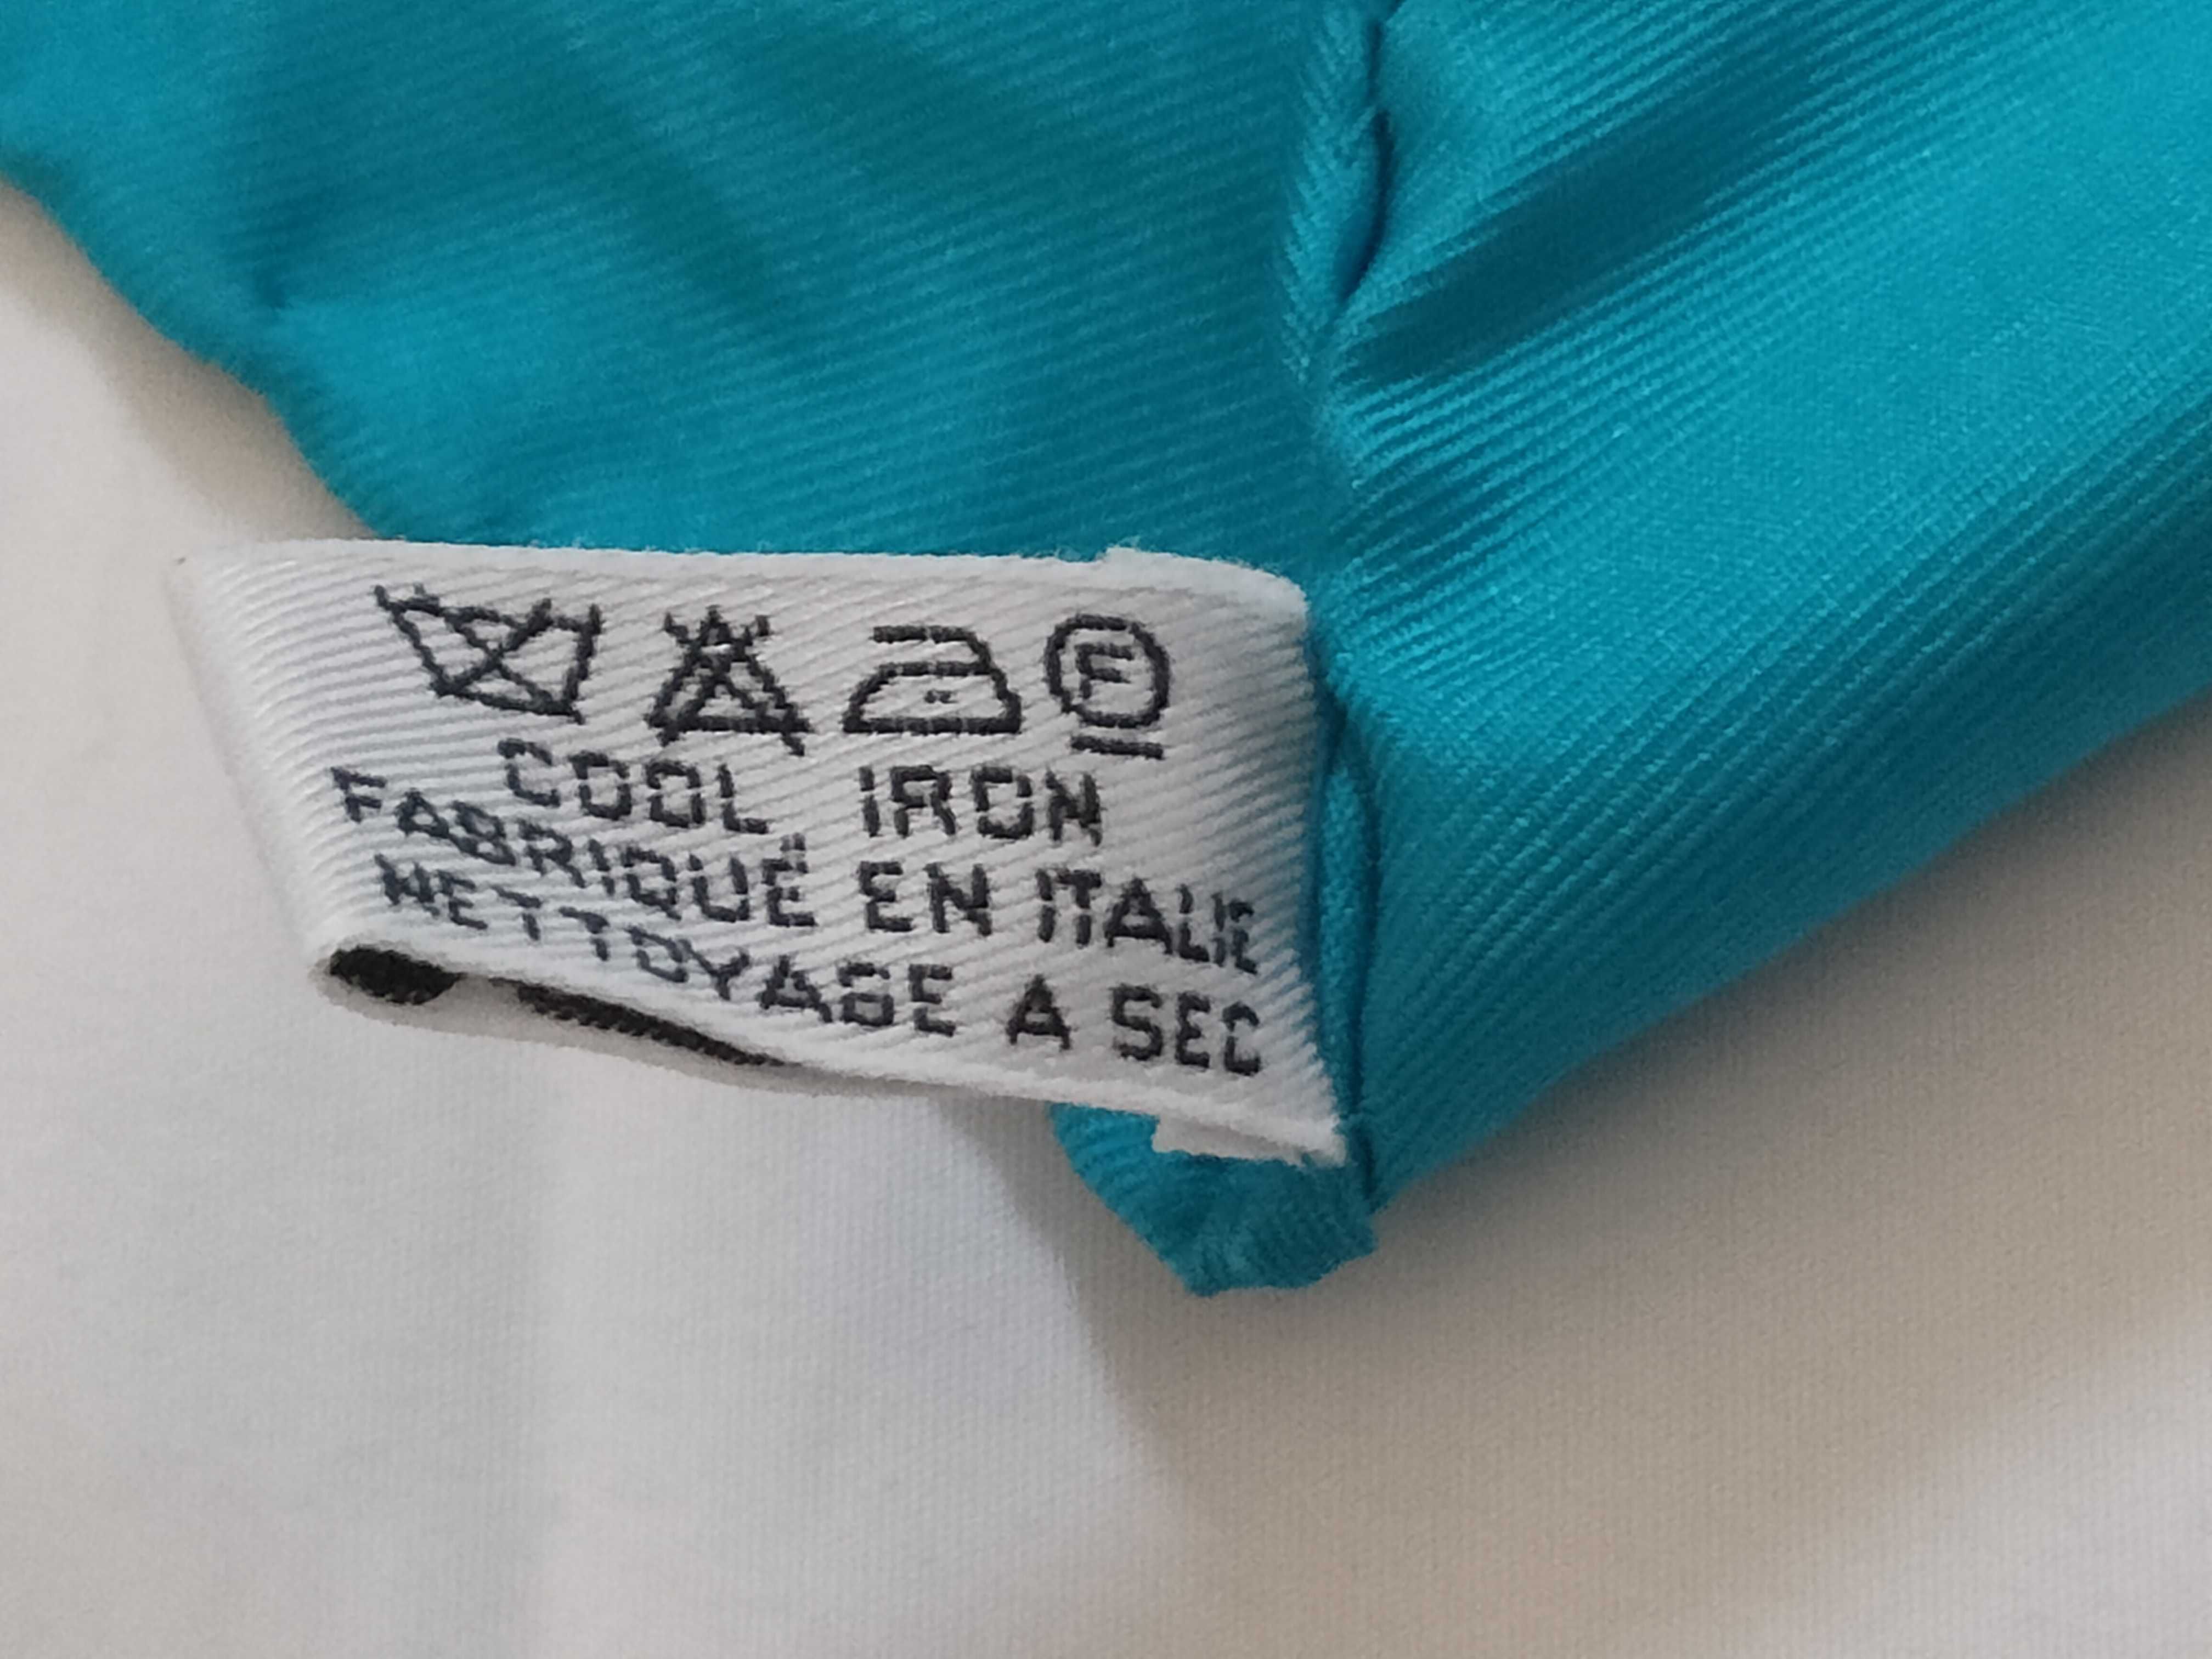 F
COOL IRON
FABRIQUÉ EN ITALIE
NETTOYAGE A SEC